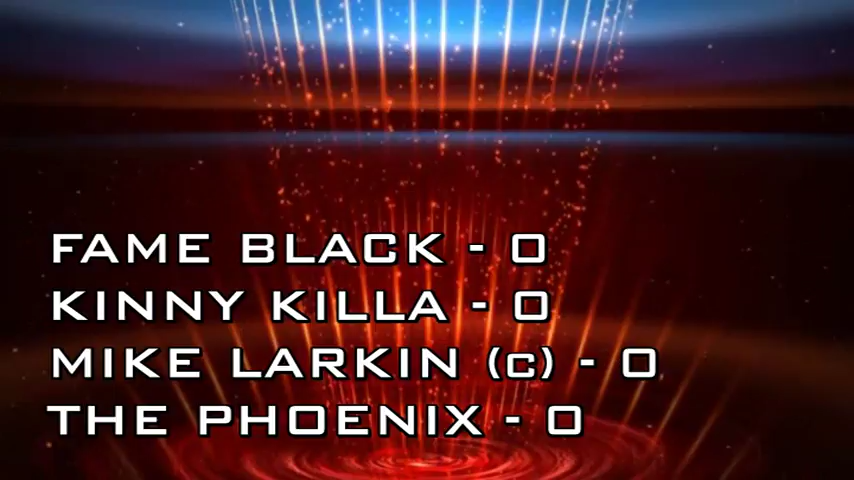 FAME BLACK - 0
KINNY KILLA - 0
MIKE LARKIN (c) - 0
THE PHOENIX - 0